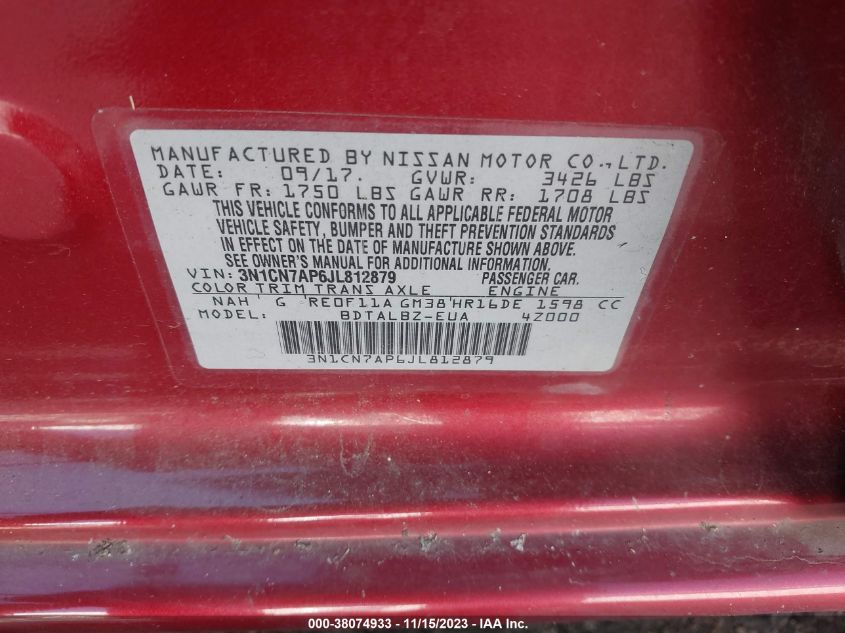 MANUFACTURED BY NISSAN MOTOR CO., LTD.
DATE: 09/17. GVWR: 3426 LBS
GAWR FR: 1750 LBS GAWR RR: 1708 LBS
THIS VEHICLE CONFORMS TO ALL APPLICABLE FEDERAL MOTOR
VEHICLE SAFETY, BUMPER AND THEFT PREVENTION STANDARDS
IN EFFECT ON THE DATE OF MANUFACTURE SHOWN ABOVE.
SEE OWNER'S MANUAL FOR ADDITIONAL INFORMATION.
VIN: 3N1CN7AP6JL812879 PASSENGER CAR.
COLOR TRIM TRANS AXLE ENGINE
NAH G RE0F11A GM38 HR16DE 1598 CC
MODEL: BDTALBZ-EUA 4Z000
3N1CN7AP6JL812879
000-38074933 - 11/15/2023 - IAA Inc.